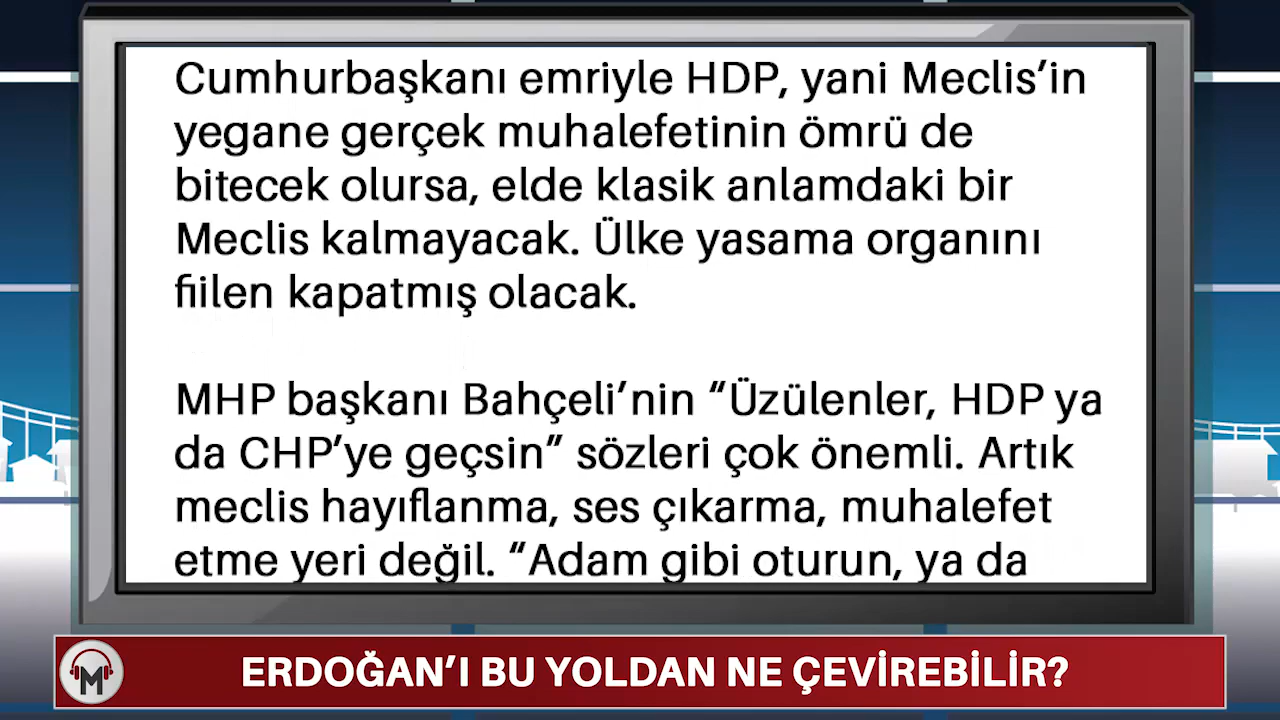 Cumhurbaşkanı emriyle HDP, yani Meclis’in
yegane gerçek muhalefetinin ömrü de
bitecek olursa, elde klasik anlamdaki bir
Meclis kalmayacak. Ülke yasama organını
fiilen kapatmış olacak.
MHP başkanı Bahçeli’nin “Üzülenler, HDP ya
da CHP’ye geçsin” sözleri çok önemli. Artık
meclis hayıflanma, ses çıkarma, muhalefet
etme yeri değil. “Adam gibi oturun, ya da
M
ERDOĞAN’I BU YOLDAN NE ÇEVİREBİLİR?